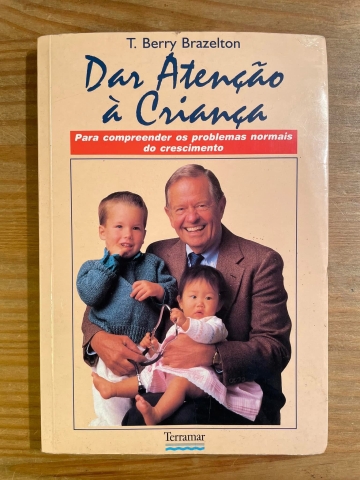 T. Berry Brazelton
Dar Atenção
à Criança
Para compreender os problemas normais
do crescimento
Terramar